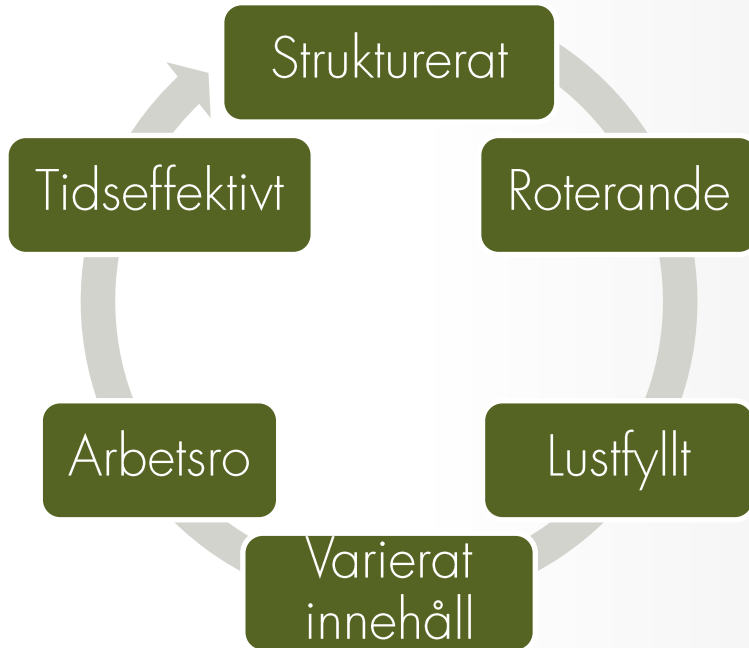 Strukturerat
Roterande
Lustfyllt
Varierat
innehåll
Arbetsro
Tidseffektivt